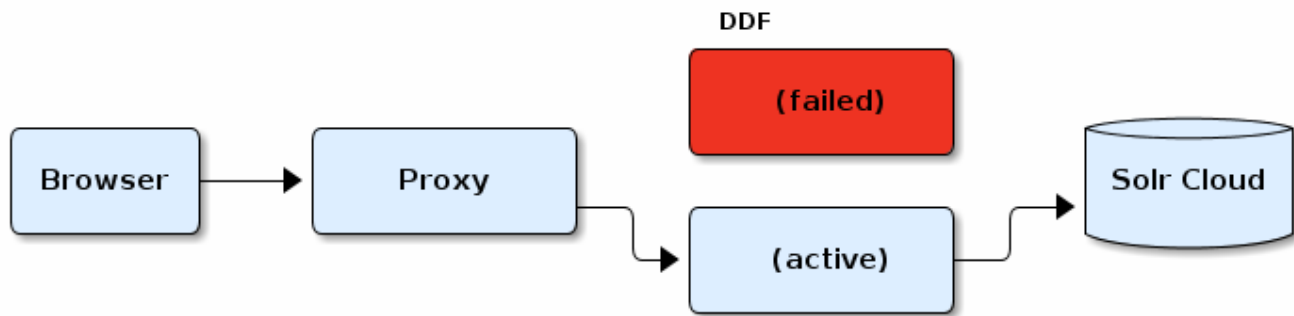 DDF
(failed)
Browser
Proxy
Solr Cloud
(active)